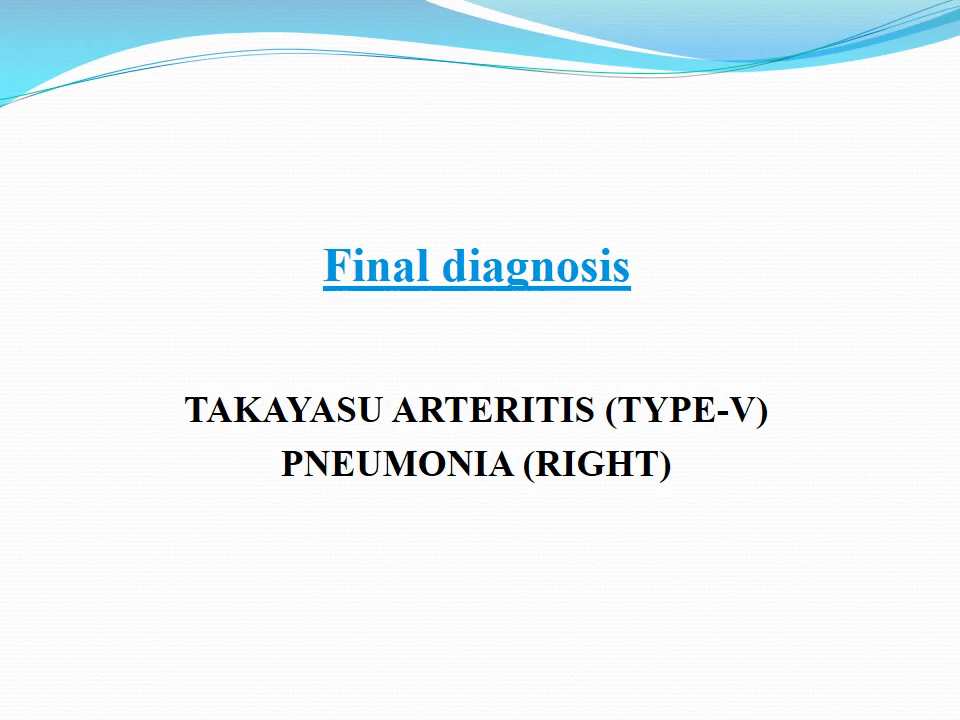 Final diagnosis
TAKAYASU ARTERITIS (TYPE-V)
PNEUMONIA (RIGHT)